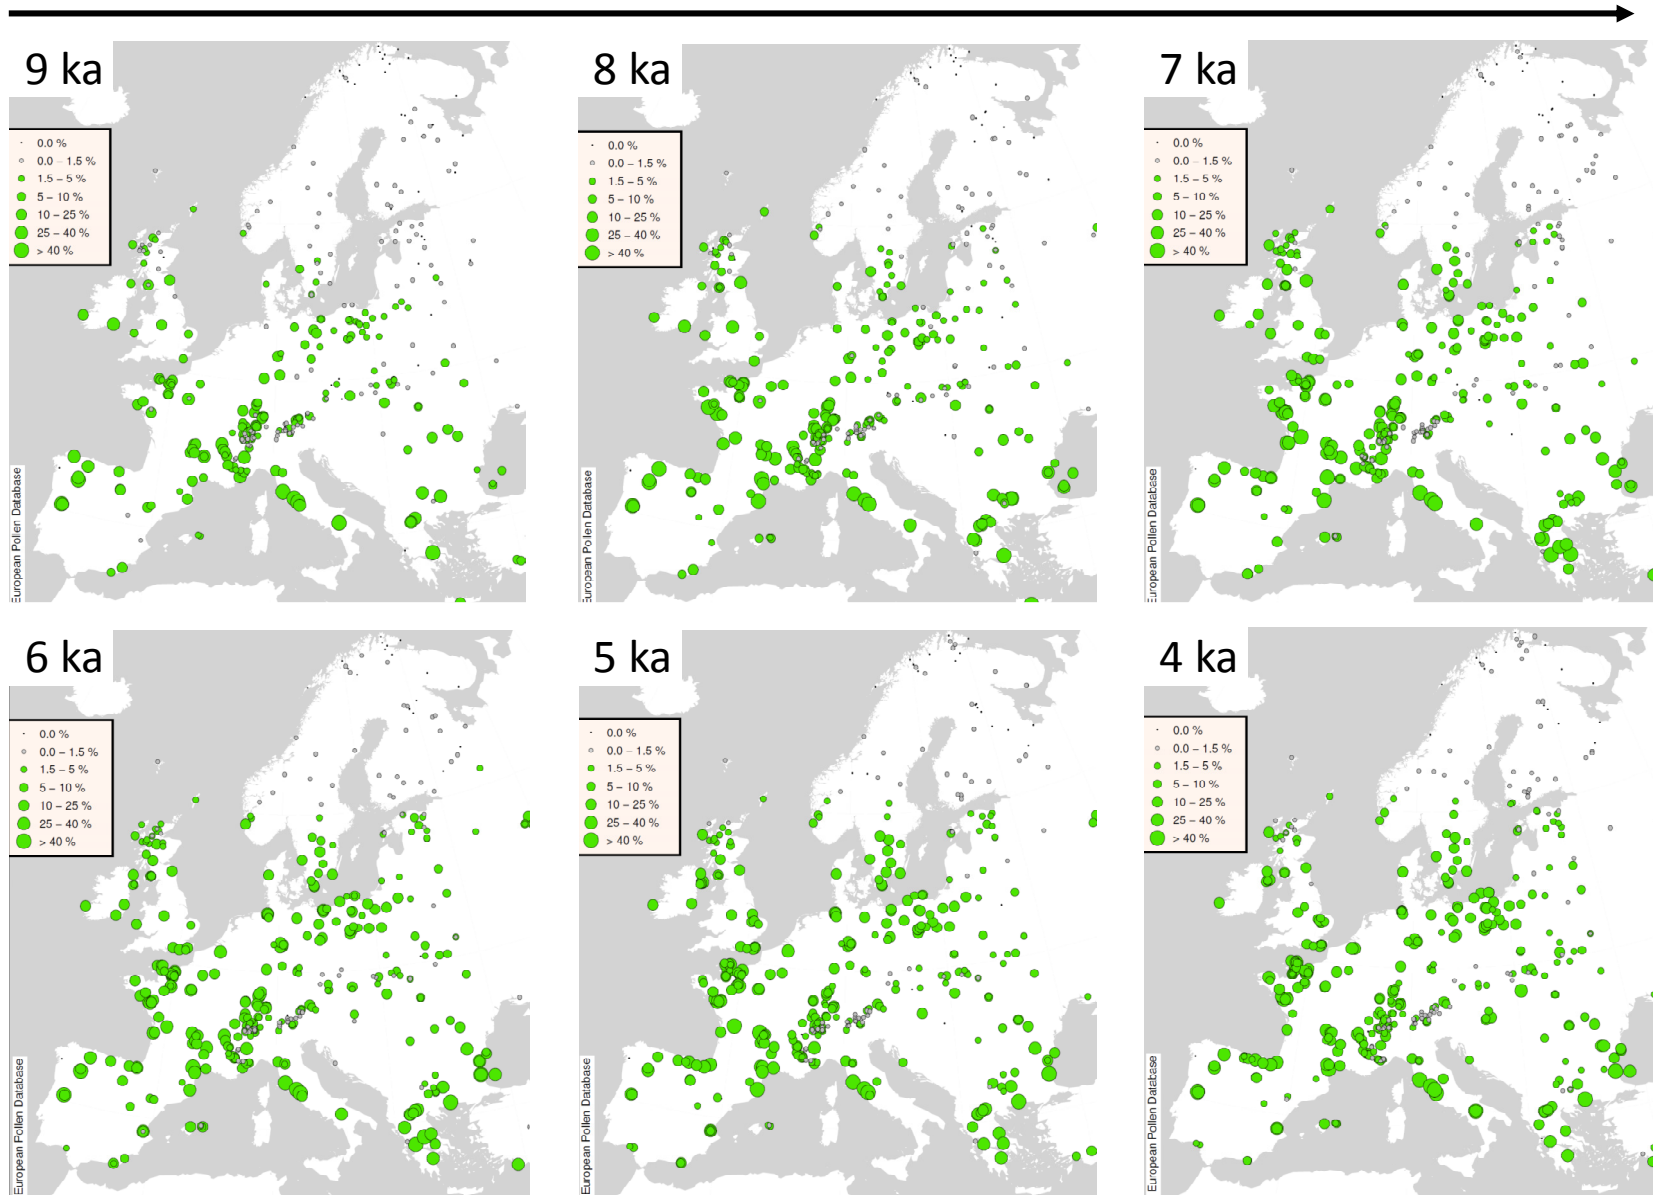 9 ka
0.0 %
0.0 – 1.5 %
1.5 – 5 %
5 – 10 %
10 – 25 %
25 – 40 %
> 40 %
European Pollen Database
8 ka
0.0 %
0.0 – 1.5 %
1.5 – 5 %
5 – 10 %
10 – 25 %
25 – 40 %
> 40 %
European Pollen Database
7 ka
0.0 %
0.0 – 1.5 %
1.5 – 5 %
5 – 10 %
10 – 25 %
25 – 40 %
> 40 %
European Pollen Database
6 ka
0.0 %
0.0 – 1.5 %
1.5 – 5 %
5 – 10 %
10 – 25 %
25 – 40 %
> 40 %
European Pollen Database
5 ka
0.0 %
0.0 – 1.5 %
1.5 – 5 %
5 – 10 %
10 – 25 %
25 – 40 %
> 40 %
European Pollen Database
4 ka
0.0 %
0.0 – 1.5 %
1.5 – 5 %
5 – 10 %
10 – 25 %
25 – 40 %
> 40 %
European Pollen Database